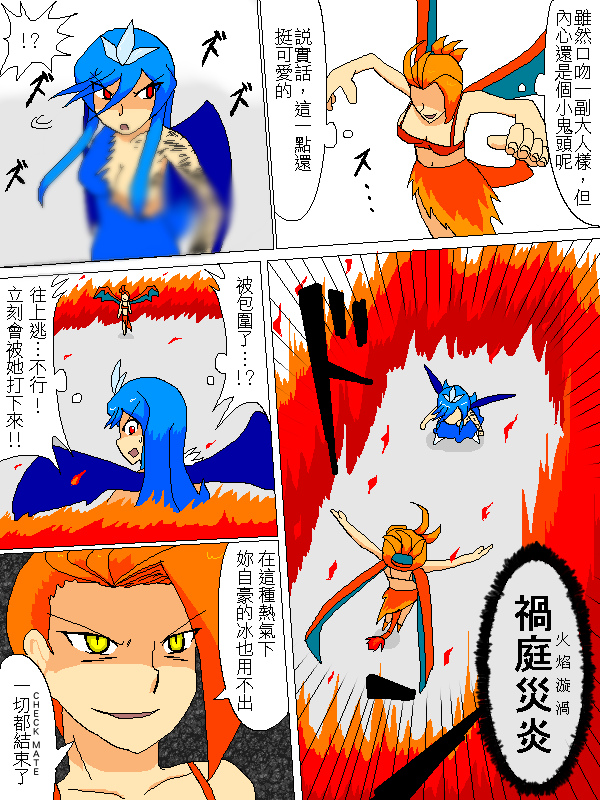 雖然口吻一副大人樣，但
內心還是個小鬼頭呢
ス…
說實話，這一點還
挺可愛的
!?
ズ
ズ
ズ
ズ
ドン
禍庭災炎
火焰漩渦
被包圍了…!?
往上逃…不行！
立刻會被她打下來!!
在這種熱氣下
妳自豪的冰也用不出
CHECK MATE
一切都結束了